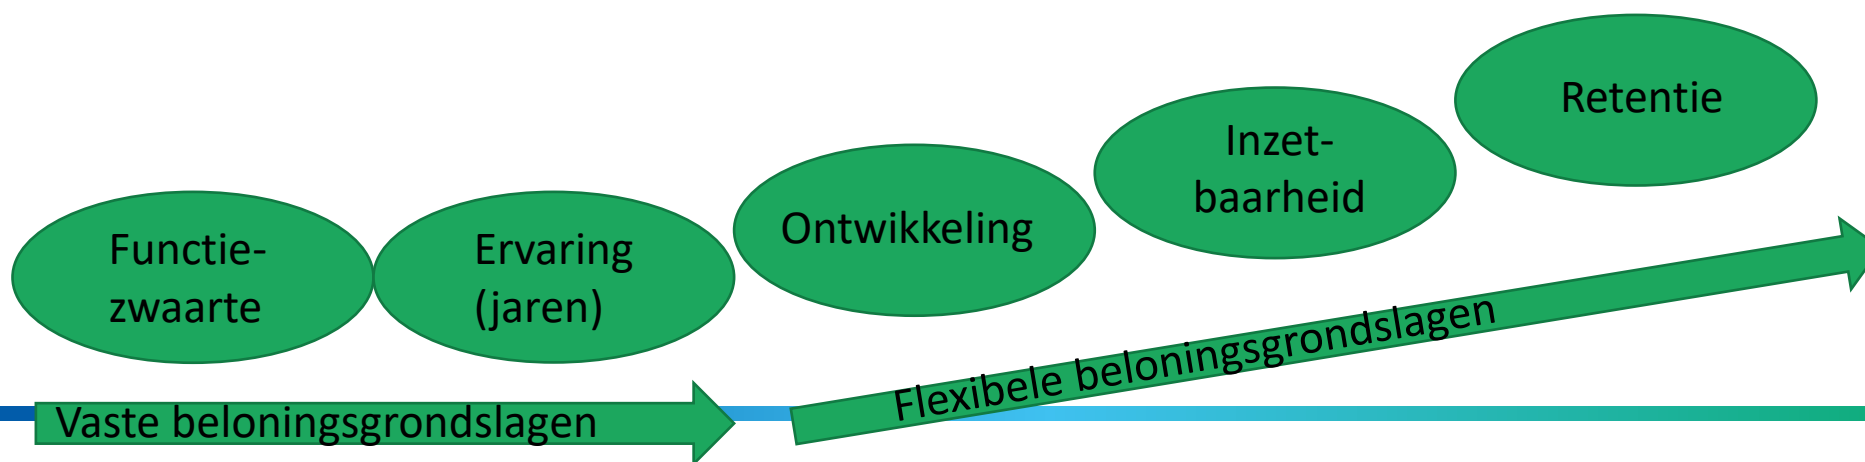 Functie-
zwaarte
Ervaring
(jaren)
Ontwikkeling
Inzet-
baarheid
Retentie
Vaste beloningsgrondslagen
Flexibele beloningsgrondslagen